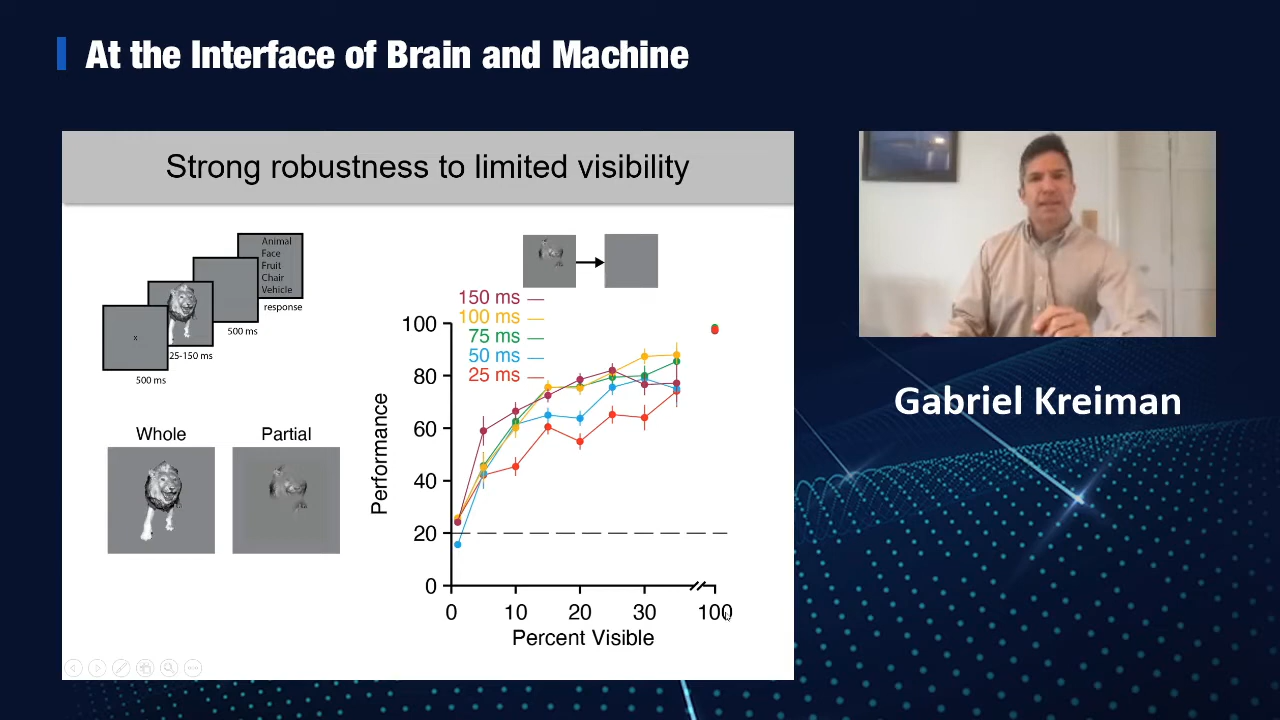 At the Interface of Brain and Machine
Strong robustness to limited visibility
Animal
Face
Fruit
Chair
Vehicle
response
500 ms
x
25-150 ms
500 ms
Whole
Partial
150 ms
100 ms
75 ms
50 ms
25 ms
100
80
60
40
20
0
Performance
0
10
20
30
100
Percent Visible
Gabriel Kreiman